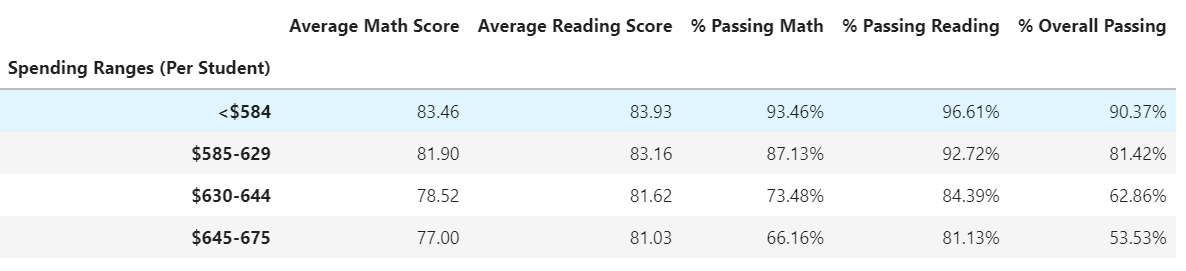 Average Math Score Average Reading Score % Passing Math % Passing Reading % Overall Passing
Spending Ranges (Per Student)
<$584 83.46 83.93 93.46% 96.61% 90.37%
$585-629 81.90 83.16 87.13% 92.72% 81.42%
$630-644 78.52 81.62 73.48% 84.39% 62.86%
$645-675 77.00 81.03 66.16% 81.13% 53.53%